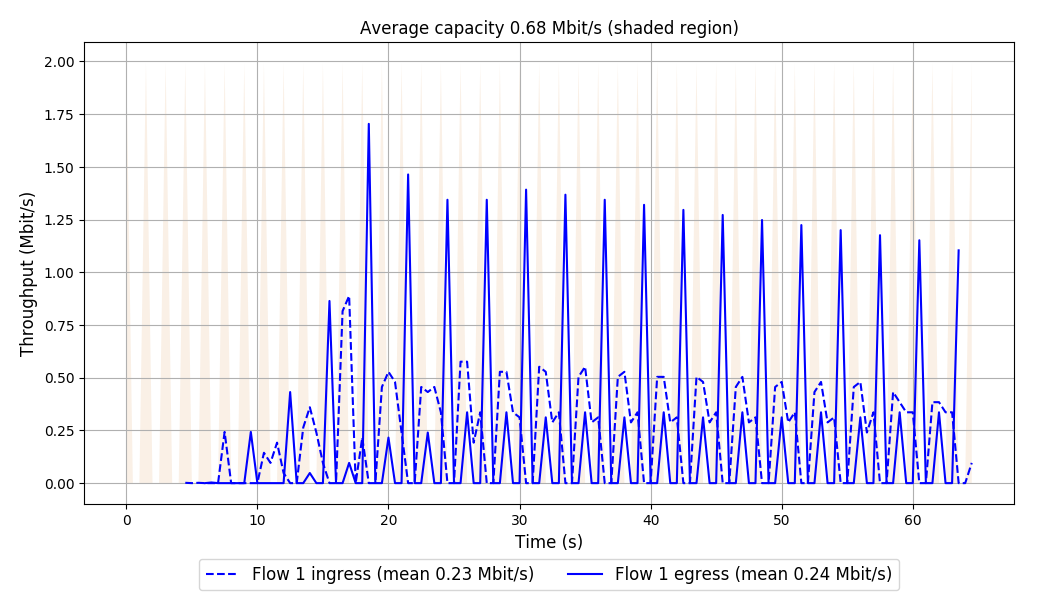 Average capacity 0.68 Mbit/s (shaded region)
2.00
1.75
1.50
1.25
1.00
0.75
0.50
0.25
0.00
Throughput (Mbit/s)
0 10 20 30 40 50 60
Time (s)
Flow 1 ingress (mean 0.23 Mbit/s) Flow 1 egress (mean 0.24 Mbit/s)